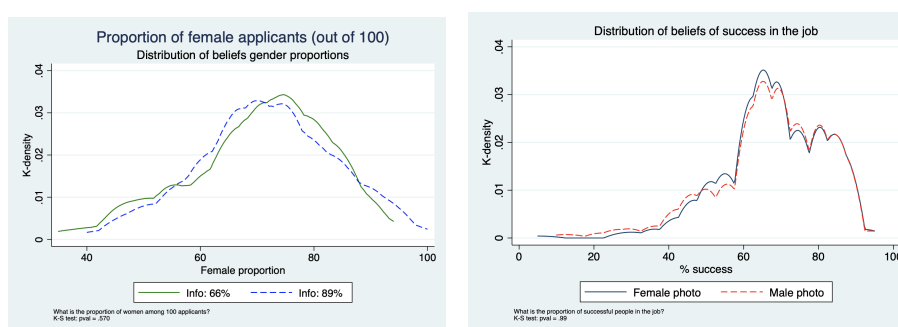 Proportion of female applicants (out of 100)
Distribution of beliefs gender proportions
K-density
0 .01 .02 .03 .04
40 60 80 100
Female proportion
Info: 66% Info: 89%
What is the proportion of women among 100 applicants?
K-S test: pval = .570
Distribution of beliefs of success in the job
K-density
0 .01 .02 .03 .04
0 20 40 60 80 100
% success
Female photo Male photo
What is the proportion of successful people in the job?
K-S test: pval = .99